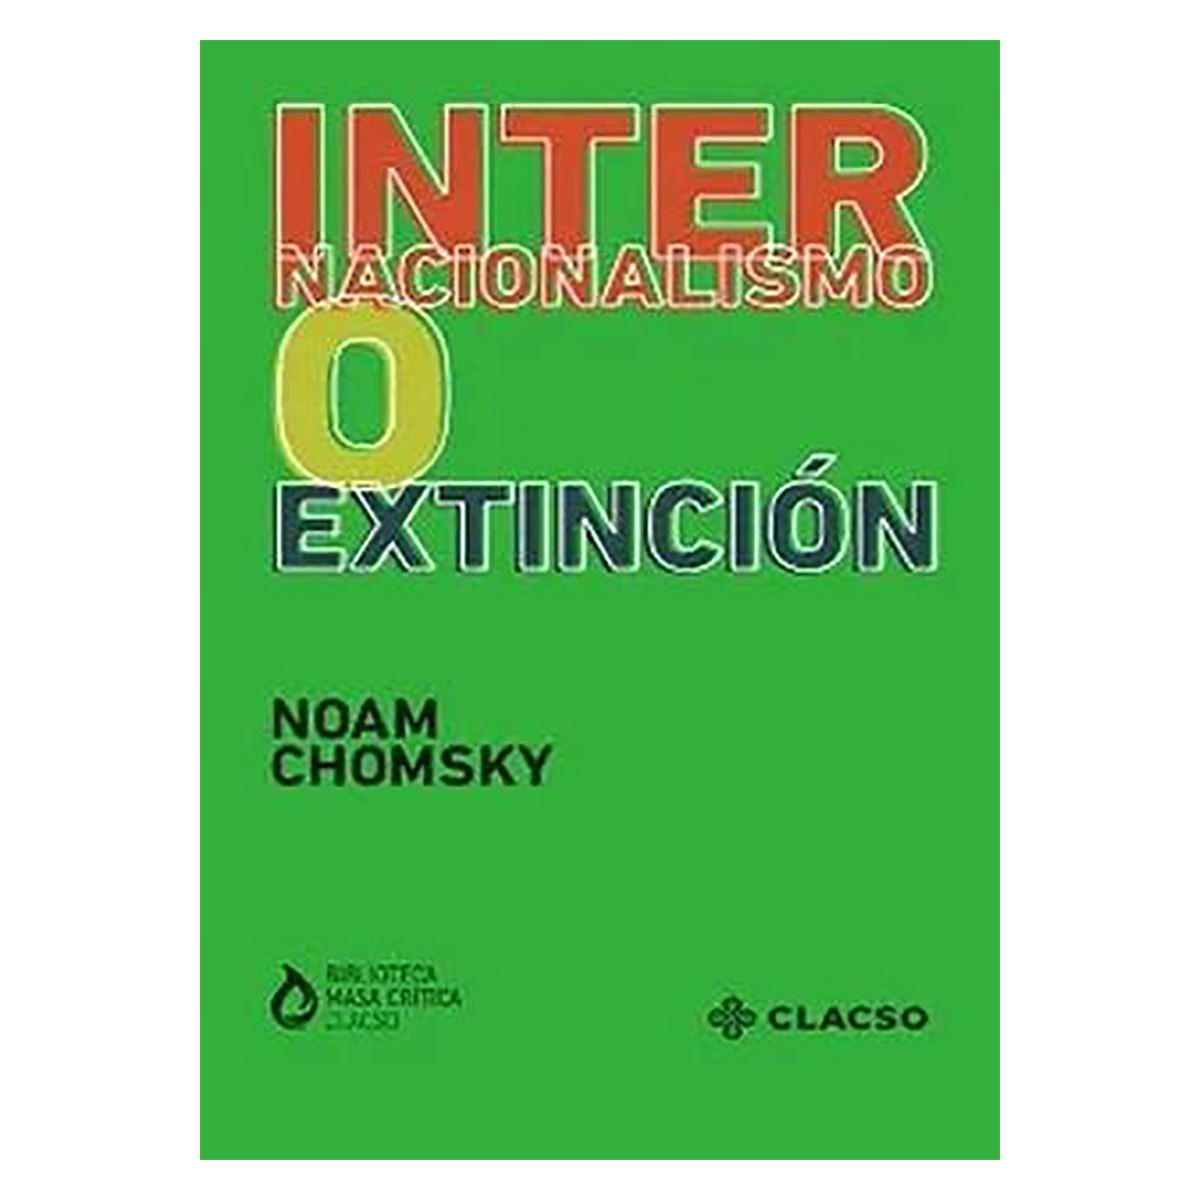 INTER
NACIONALISMO
O
EXTINCIÓN
NOAM
CHOMSKY
BIBLIOTECA
MASA CRÍTICA
CLACSO
CLACSO